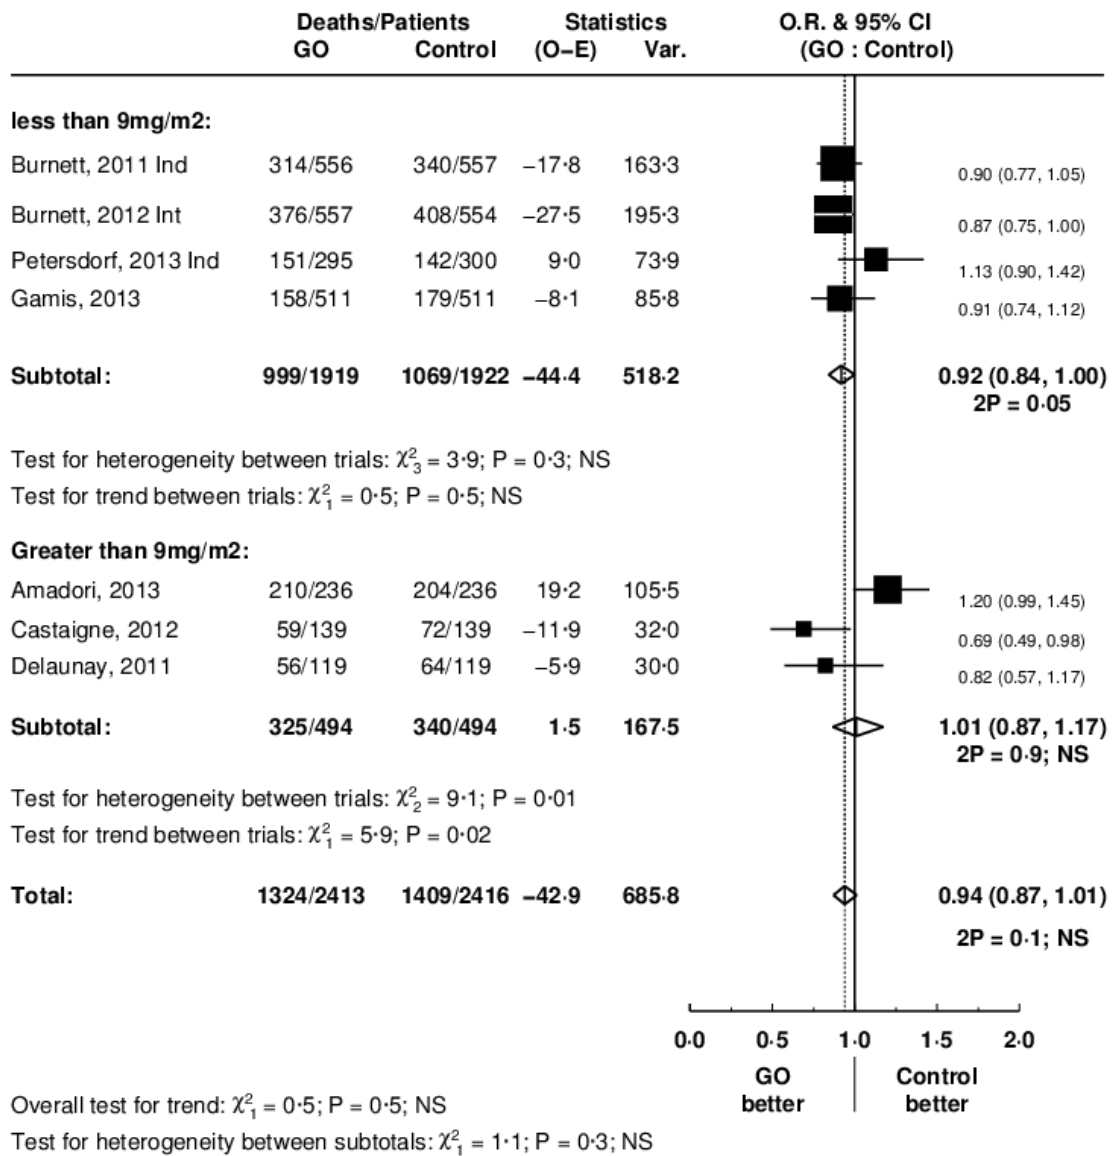 Deaths/Patients Statistics O.R. & 95% CI
GO Control (O–E) Var. (GO : Control)
less than 9mg/m2:
Burnett, 2011 Ind 314/556 340/557 −17·8 163·3 0.90 (0.77, 1.05)
Burnett, 2012 Int 376/557 408/554 −27·5 195·3 0.87 (0.75, 1.00)
Petersdorf, 2013 Ind 151/295 142/300 9·0 73·9 1.13 (0.90, 1.42)
Gamis, 2013 158/511 179/511 −8·1 85·8 0.91 (0.74, 1.12)
Subtotal: 999/1919 1069/1922 −44·4 518·2 0.92 (0.84, 1.00)
2P = 0·05
Test for heterogeneity between trials: χ²₃ = 3·9; P = 0·3; NS
Test for trend between trials: χ²₁ = 0·5; P = 0·5; NS
Greater than 9mg/m2:
Amadori, 2013 210/236 204/236 19·2 105·5 1.20 (0.99, 1.45)
Castaigne, 2012 59/139 72/139 −11·9 32·0 0.69 (0.49, 0.98)
Delaunay, 2011 56/119 64/119 −5·9 30·0 0.82 (0.57, 1.17)
Subtotal: 325/494 340/494 1·5 167·5 1.01 (0.87, 1.17)
2P = 0·9; NS
Test for heterogeneity between trials: χ²₂ = 9·1; P = 0·01
Test for trend between trials: χ²₁ = 5·9; P = 0·02
Total: 1324/2413 1409/2416 −42·9 685·8 0.94 (0.87, 1.01)
2P = 0·1; NS
0·0 0·5 1·0 1·5 2·0
GO Control
better better
Overall test for trend: χ²₁ = 0·5; P = 0·5; NS
Test for heterogeneity between subtotals: χ²₁ = 1·1; P = 0·3; NS